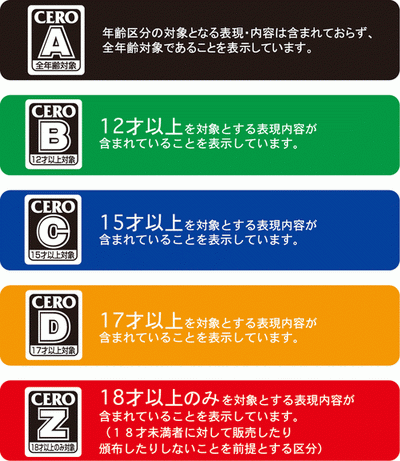 CERO
A
全年齢対象
年齢区分の対象となる表現・内容は含まれておらず、
全年齢対象であることを表示しています。
CERO
B
12才以上対象
12才以上を対象とする表現内容が
含まれていることを表示しています。
CERO
C
15才以上対象
15才以上を対象とする表現内容が
含まれていることを表示しています。
CERO
D
17才以上対象
17才以上を対象とする表現内容が
含まれていることを表示しています。
CERO
Z
18才以上のみ対象
18才以上のみを対象とする表現内容が
含まれていることを表示しています。
（１８才未満者に対して販売したり
頒布したりしないことを前提とする区分）